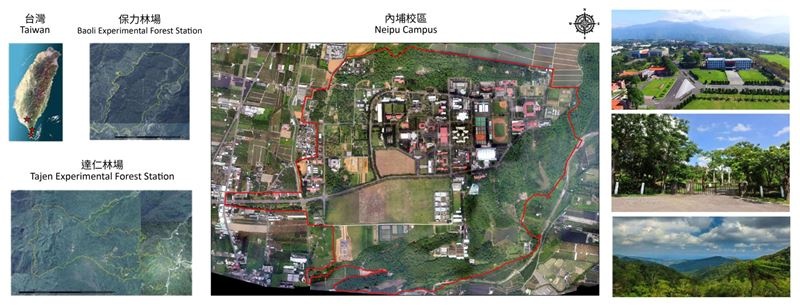 台灣
Taiwan
保力林場
Baoli Experimental Forest Station
內埔校區
Neipu Campus
達仁林場
Tajen Experimental Forest Station